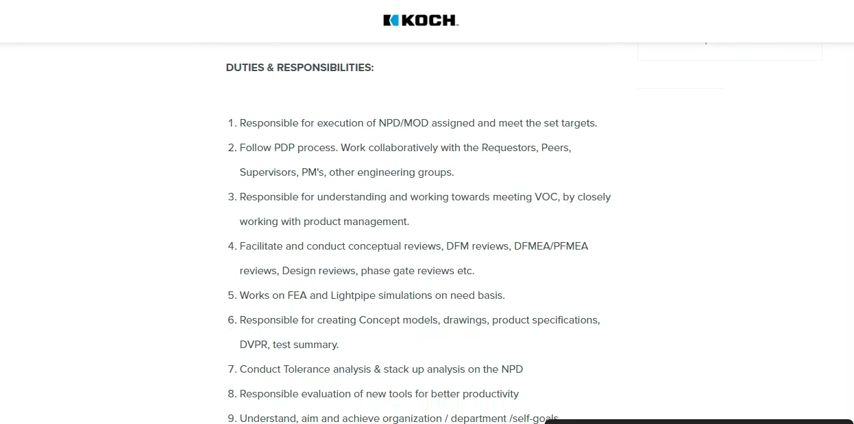 KOCH
DUTIES & RESPONSIBILITIES:
1. Responsible for execution of NPD/MOD assigned and meet the set targets.
2. Follow PDP process. Work collaboratively with the Requestors, Peers,
Supervisors, PM's, other engineering groups.
3. Responsible for understanding and working towards meeting VOC, by closely
working with product management.
4. Facilitate and conduct conceptual reviews, DFM reviews, DFMEA/PFMEA
reviews, Design reviews, phase gate reviews etc.
5. Works on FEA and Lightpipe simulations on need basis.
6. Responsible for creating Concept models, drawings, product specifications,
DVPR, test summary.
7. Conduct Tolerance analysis & stack up analysis on the NPD
8. Responsible evaluation of new tools for better productivity
9. Understand, aim and achieve organization / department /self-goals